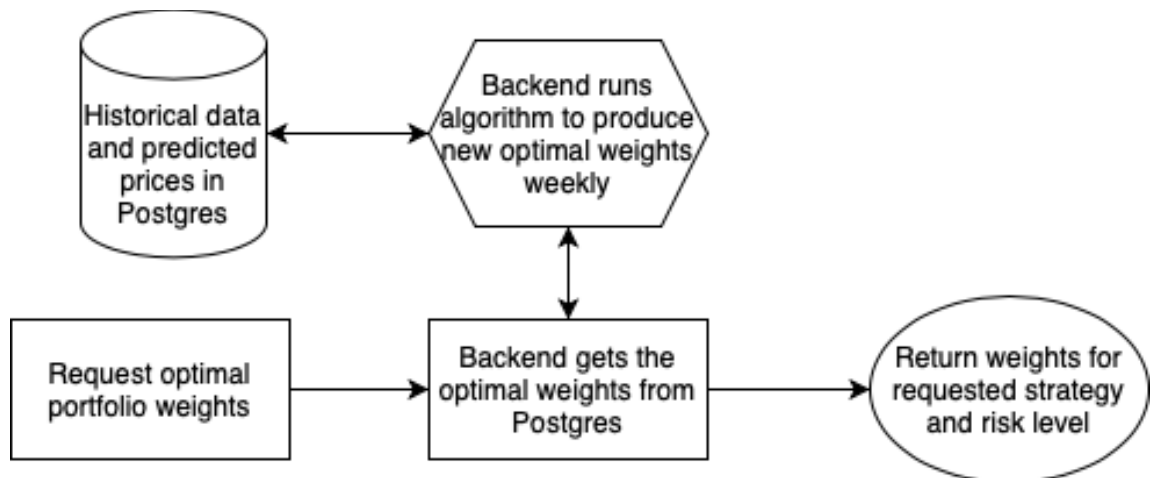 Historical data
and predicted
prices in
Postgres
Backend runs
algorithm to produce
new optimal weights
weekly
Request optimal
portfolio weights
Backend gets the
optimal weights from
Postgres
Return weights for
requested strategy
and risk level